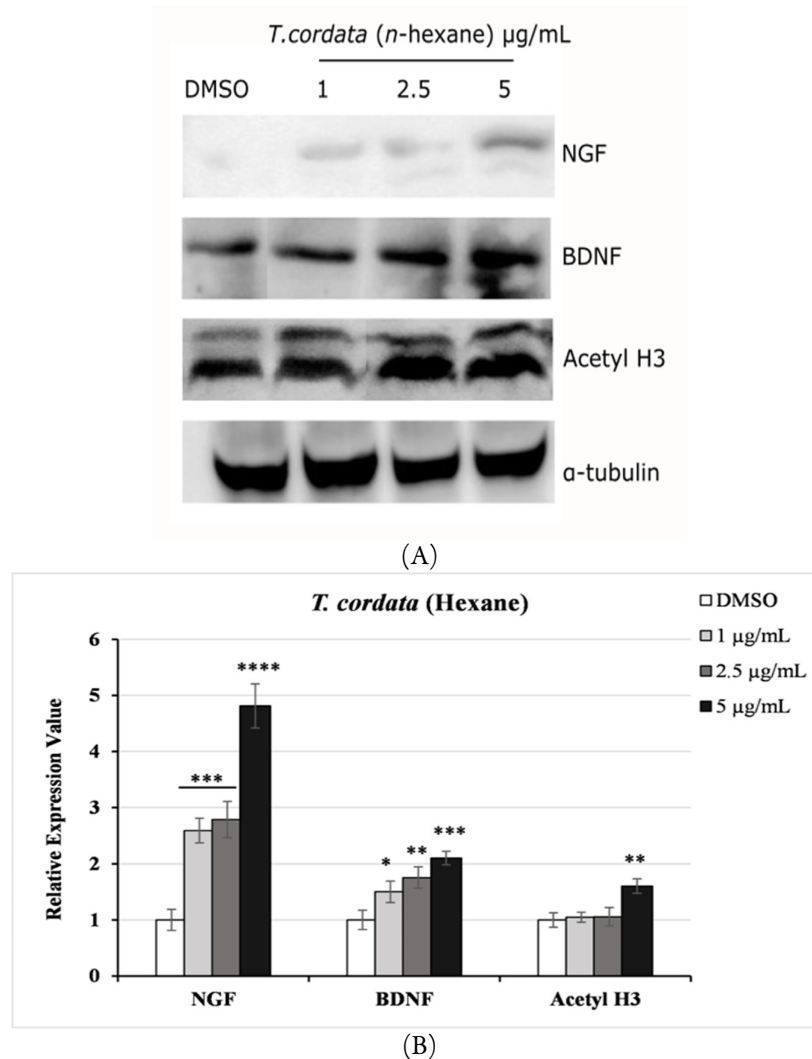 T.cordata (n-hexane) µg/mL
DMSO 1 2.5 5
NGF
BDNF
Acetyl H3
α-tubulin
(A)
T. cordata (Hexane)
DMSO
1 µg/mL
2.5 µg/mL
5 µg/mL
Relative Expression Value
6
5
4
3
2
1
0
****
***
*
**
***
**
NGF BDNF Acetyl H3
(B)